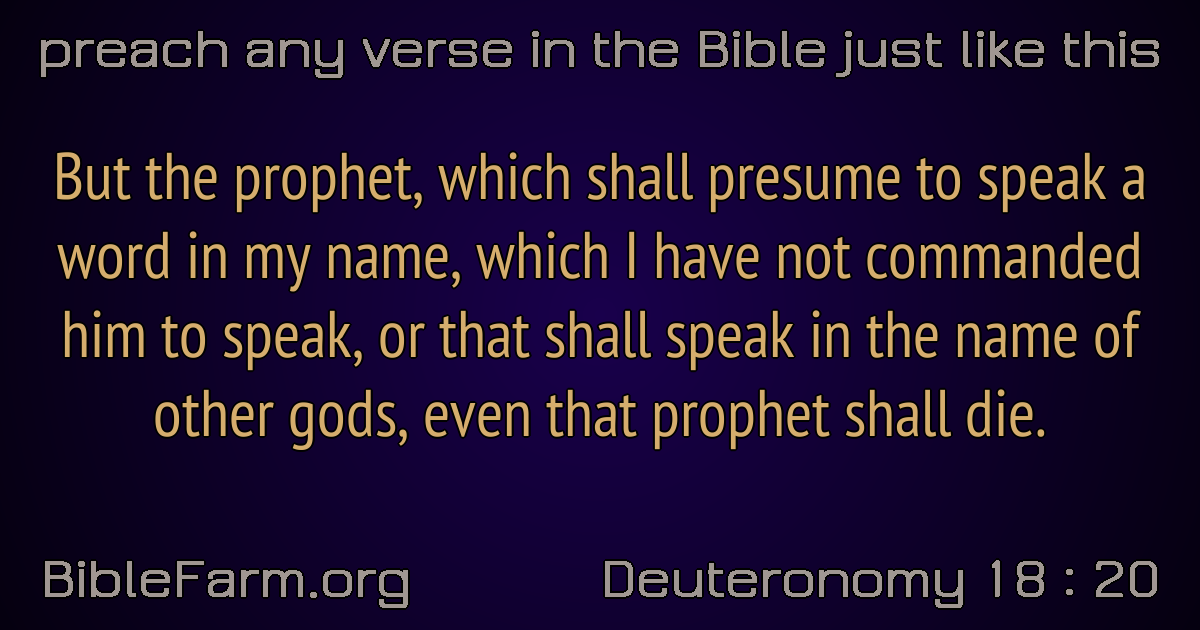 preach any verse in the Bible just like this
But the prophet, which shall presume to speak a
word in my name, which I have not commanded
him to speak, or that shall speak in the name of
other gods, even that prophet shall die.
BibleFarm.org
Deuteronomy 18 : 20